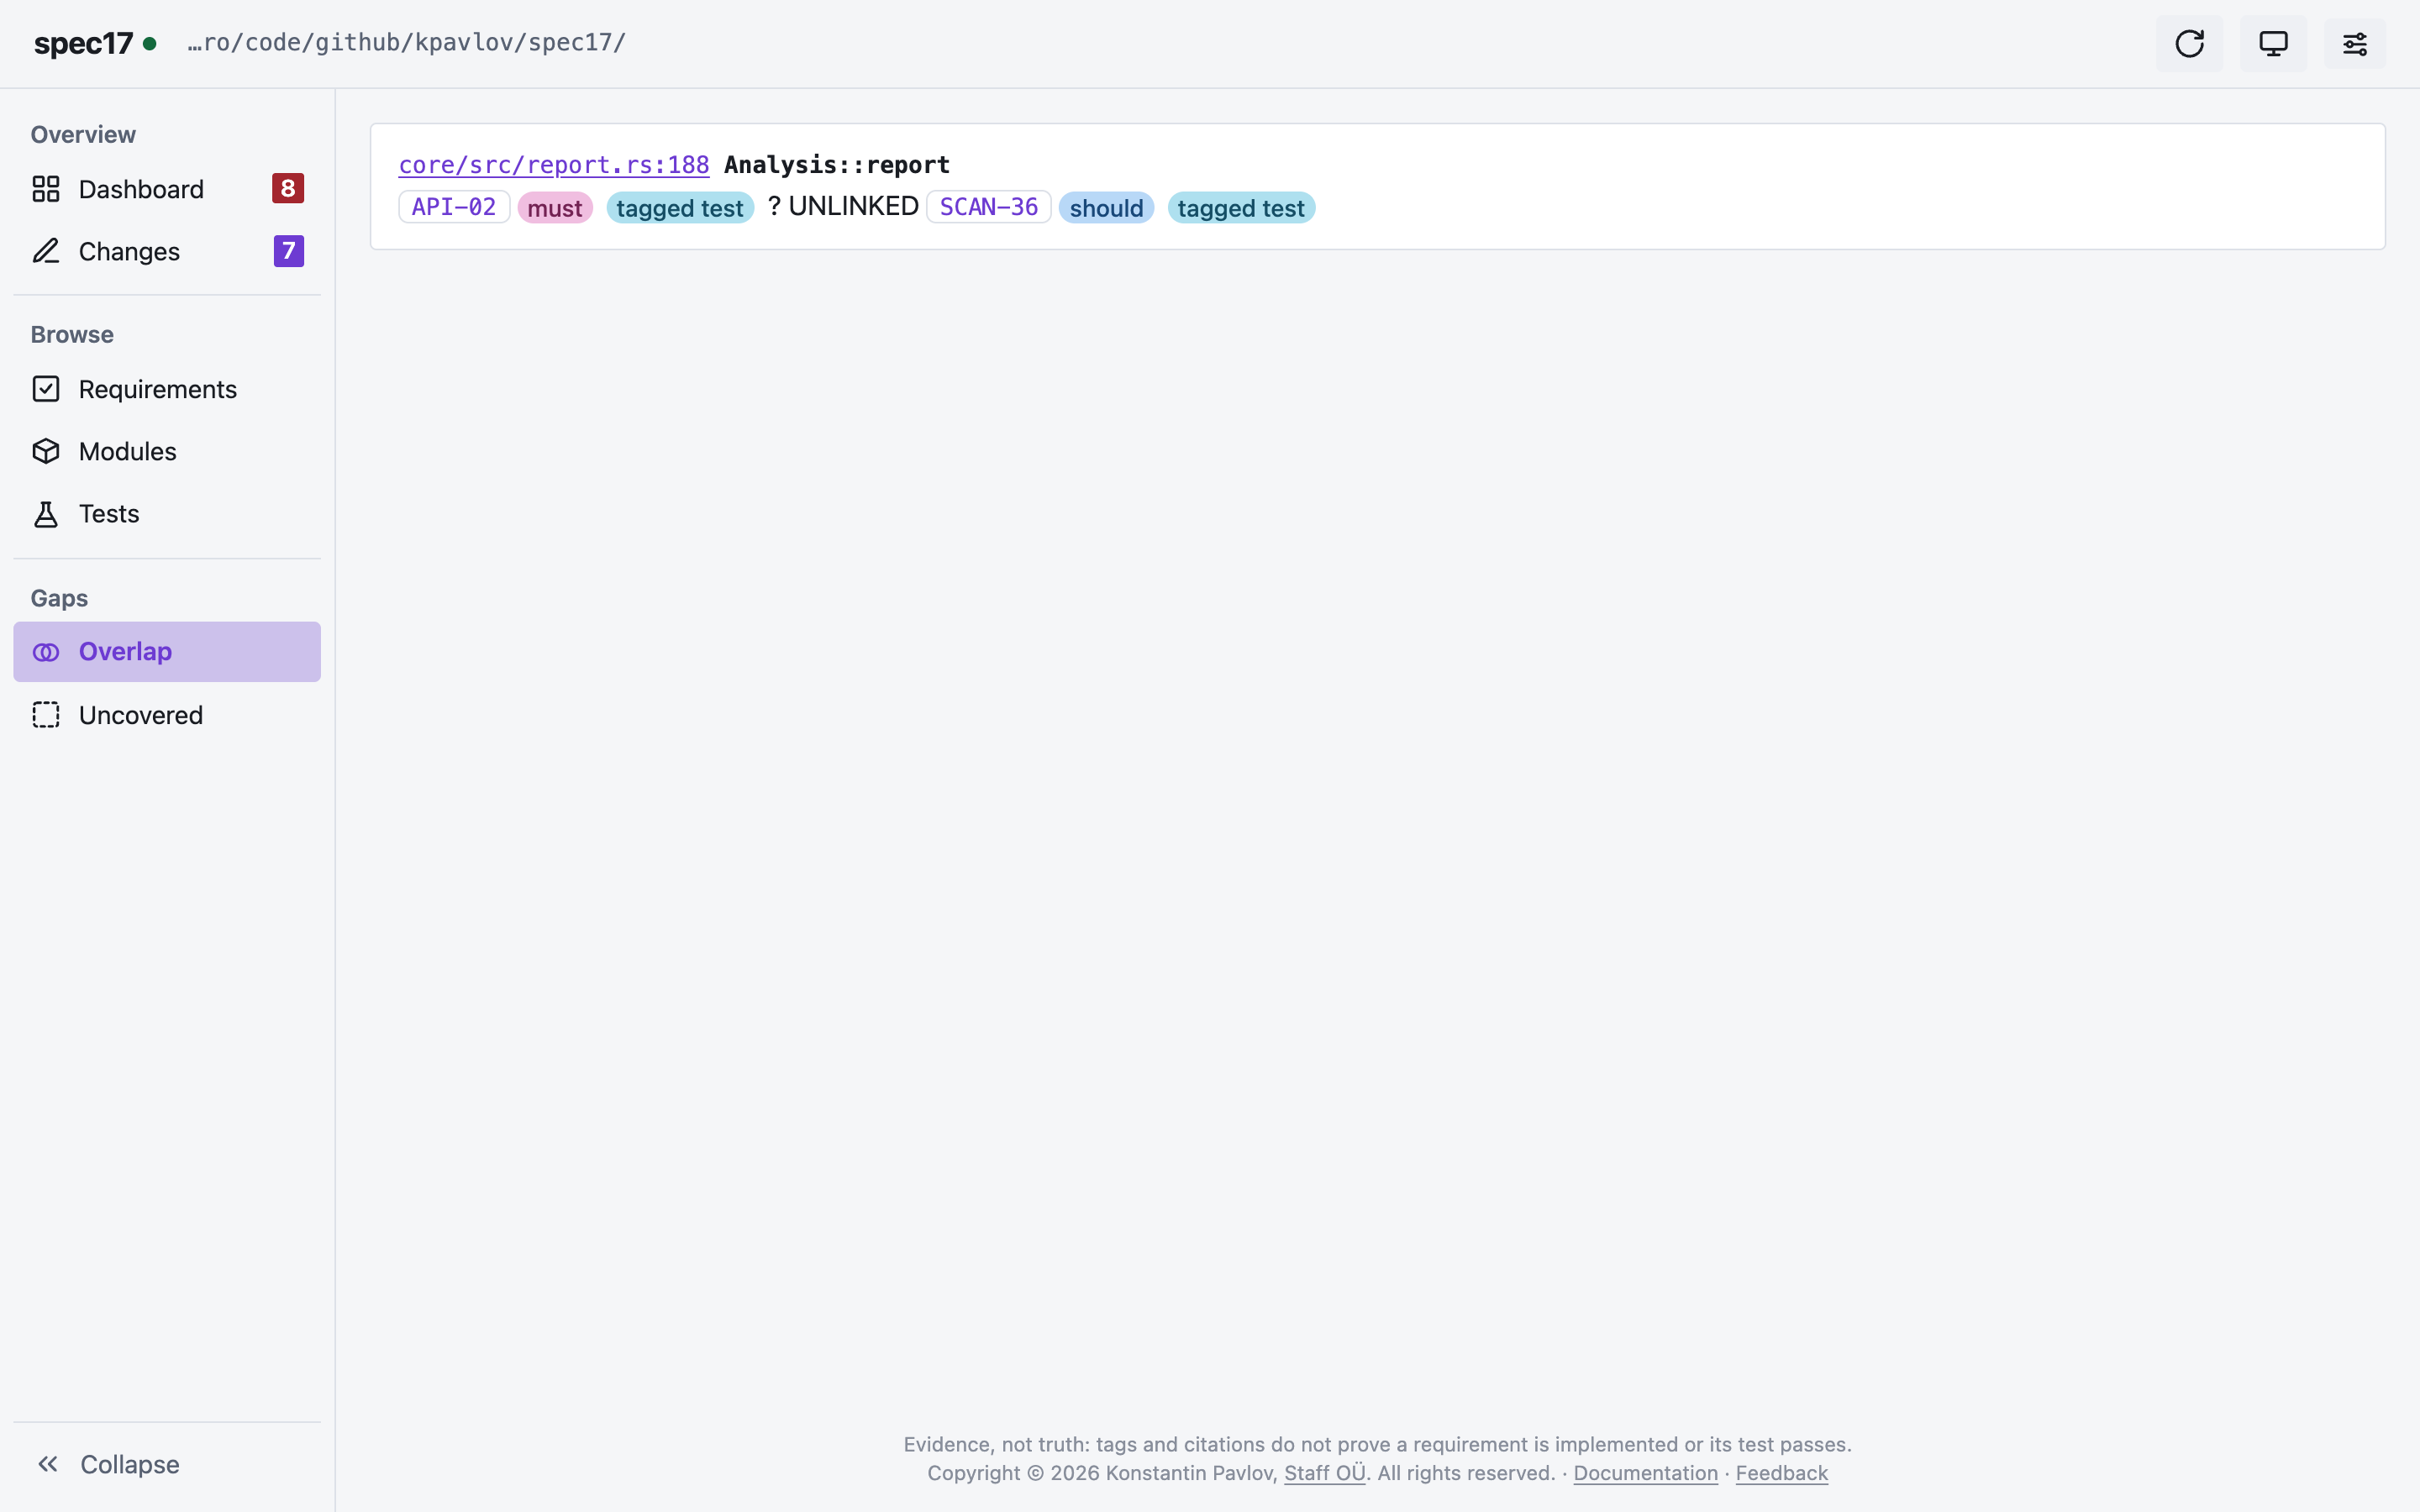 spec17 …ro/code/github/kpavlov/spec17/
Overview
Dashboard 8
Changes 7
Browse
Requirements
Modules
Tests
Gaps
Overlap
Uncovered
Collapse
core/src/report.rs:188 Analysis::report
API-02 must tagged test ? UNLINKED SCAN-36 should tagged test
Evidence, not truth: tags and citations do not prove a requirement is implemented or its test passes.
Copyright © 2026 Konstantin Pavlov, Staff OÜ. All rights reserved. · Documentation · Feedback